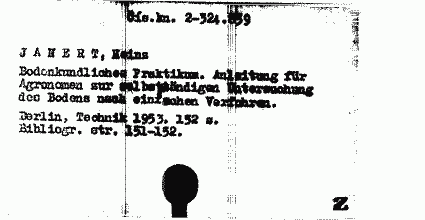 Čís.kn. 2-324.859
JANERT, Heinz
Bodenkundliches Praktikum. Anleitung für
Agronomen zur selbständigen Untersuchung
des Bodens nach einfachen Verfahren.
Berlin, Technik 1953. 152 s.
Bibliogr. str. 151-152.
Z